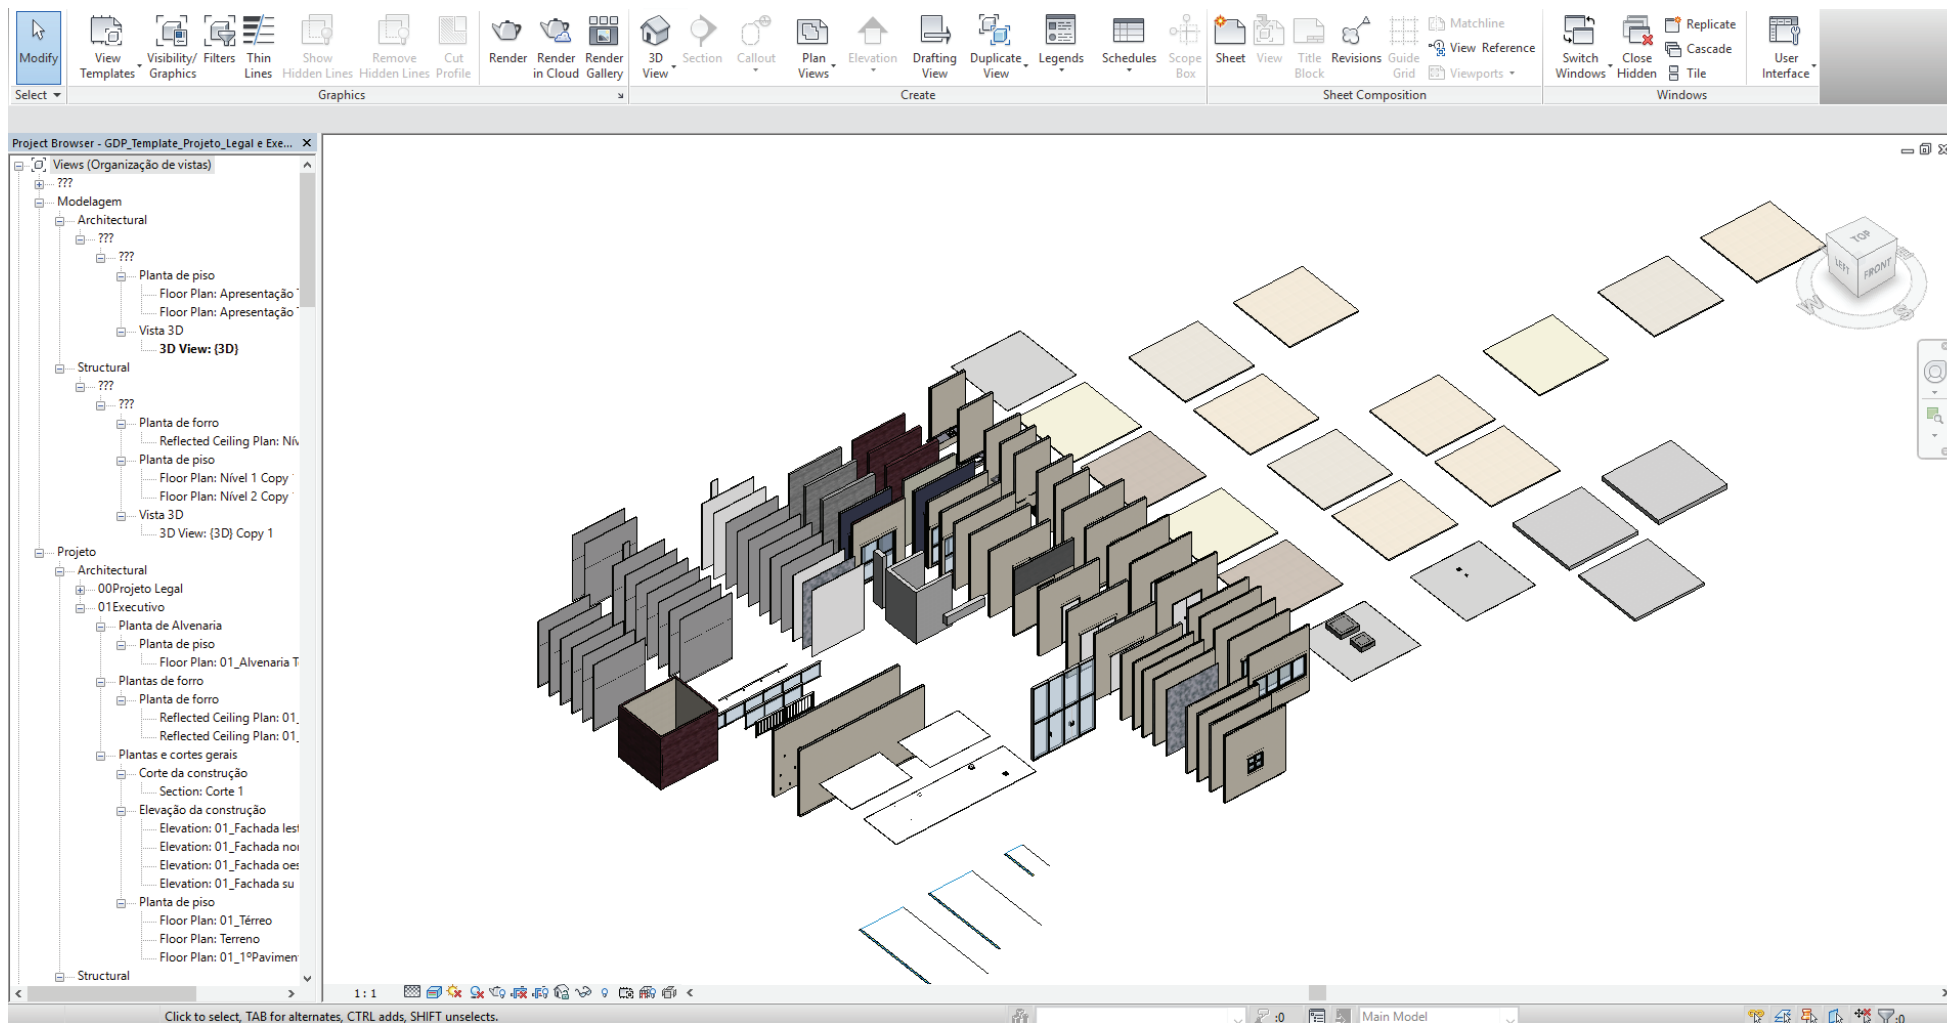 Modify
View Templates
Visibility/ Graphics
Filters
Thin Lines
Show Hidden Lines
Remove Hidden Lines
Cut Profile
Render
Render in Cloud
Render Gallery
3D View
Section
Callout
Plan Views
Elevation
Drafting View
Duplicate View
Legends
Schedules
Scope Box
Sheet
View
Title Block
Revisions
Guide Grid
Matchline
View Reference
Viewports
Switch Windows
Close Hidden
Replicate
Cascade
Tile
User Interface
Select
Graphics
Create
Sheet Composition
Windows
Project Browser - GDP_Template_Projeto_Legal e Exe...
Views (Organização de vistas)
???
Modelagem
Architectural
???
???
Planta de piso
Floor Plan: Apresentação
Floor Plan: Apresentação
Vista 3D
3D View: {3D}
Structural
???
???
Planta de forro
Reflected Ceiling Plan: Nív
Planta de piso
Floor Plan: Nível 1 Copy
Floor Plan: Nível 2 Copy
Vista 3D
3D View: {3D} Copy 1
Projeto
Architectural
00Projeto Legal
01Executivo
Planta de Alvenaria
Planta de piso
Floor Plan: 01_Alvenaria T
Plantas de forro
Planta de forro
Reflected Ceiling Plan: 01_
Reflected Ceiling Plan: 01_
Plantas e cortes gerais
Corte da construção
Section: Corte 1
Elevação da construção
Elevation: 01_Fachada les
Elevation: 01_Fachada no
Elevation: 01_Fachada oes
Elevation: 01_Fachada su
Planta de piso
Floor Plan: 01_Térreo
Floor Plan: Terreno
Floor Plan: 01_1ºPavimen
Structural
TOP
LEFT
FRONT
W
S
E
1 : 1
Click to select, TAB for alternates, CTRL adds, SHIFT unselects.
:0
Main Model
:0